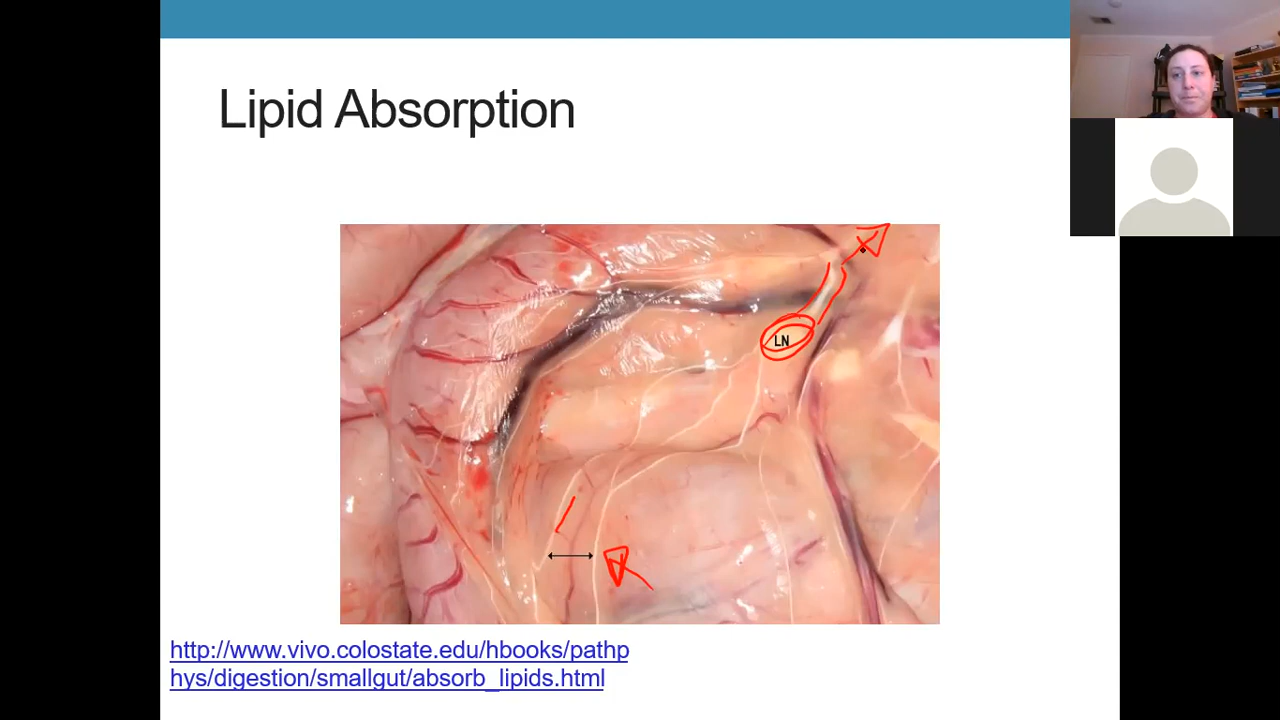 Lipid Absorption
LN
http://www.vivo.colostate.edu/hbooks/pathp
hys/digestion/smallgut/absorb_lipids.html